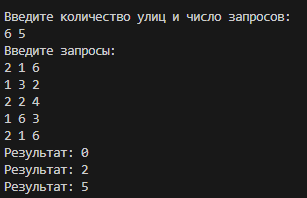 Введите количество улиц и число запросов:
6 5
Введите запросы:
2 1 6
1 3 2
2 2 4
1 6 3
2 1 6
Результат: 0
Результат: 2
Результат: 5